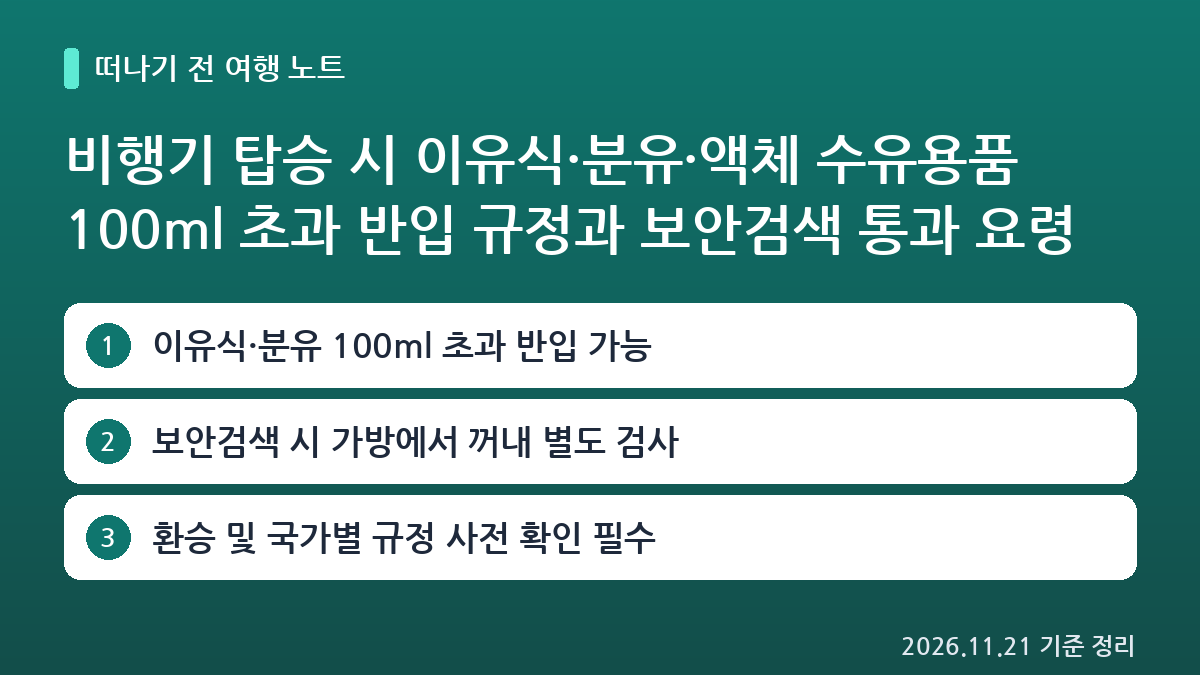 떠나기 전 여행 노트
비행기 탑승 시 이유식·분유·액체 수유용품
100ml 초과 반입 규정과 보안검색 통과 요령
1 이유식·분유 100ml 초과 반입 가능
2 보안검색 시 가방에서 꺼내 별도 검사
3 환승 및 국가별 규정 사전 확인 필수
2026.11.21 기준 정리